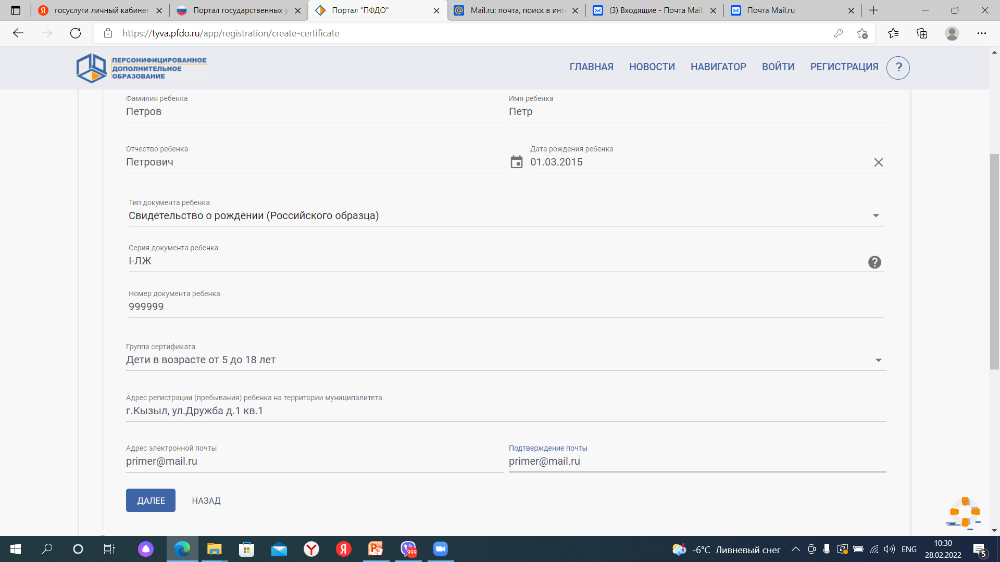 госуслуги личный кабинет
Портал государственных у
Портал "ПФДО"
Mail.ru: почта, поиск в инте
(3) Входящие - Почта Mail.
Почта Mail.ru
https://tyva.pfdo.ru/app/registration/create-certificate
ПЕРСОНИФИЦИРОВАННОЕ
ДОПОЛНИТЕЛЬНОЕ
ОБРАЗОВАНИЕ
ГЛАВНАЯ
НОВОСТИ
НАВИГАТОР
ВОЙТИ
РЕГИСТРАЦИЯ
?
Фамилия ребенка
Петров
Имя ребенка
Петр
Отчество ребенка
Петрович
Дата рождения ребенка
01.03.2015
Тип документа ребенка
Свидетельство о рождении (Российского образца)
Серия документа ребенка
I-ЛЖ
?
Номер документа ребенка
999999
Группа сертификата
Дети в возрасте от 5 до 18 лет
Адрес регистрации (пребывания) ребенка на территории муниципалитета
г.Кызыл, ул.Дружба д.1 кв.1
Адрес электронной почты
primer@mail.ru
Подтверждение почты
primer@mail.ru
ДАЛЕЕ
НАЗАД
999
-6°C Ливневый снег
ENG
10:30
28.02.2022
5